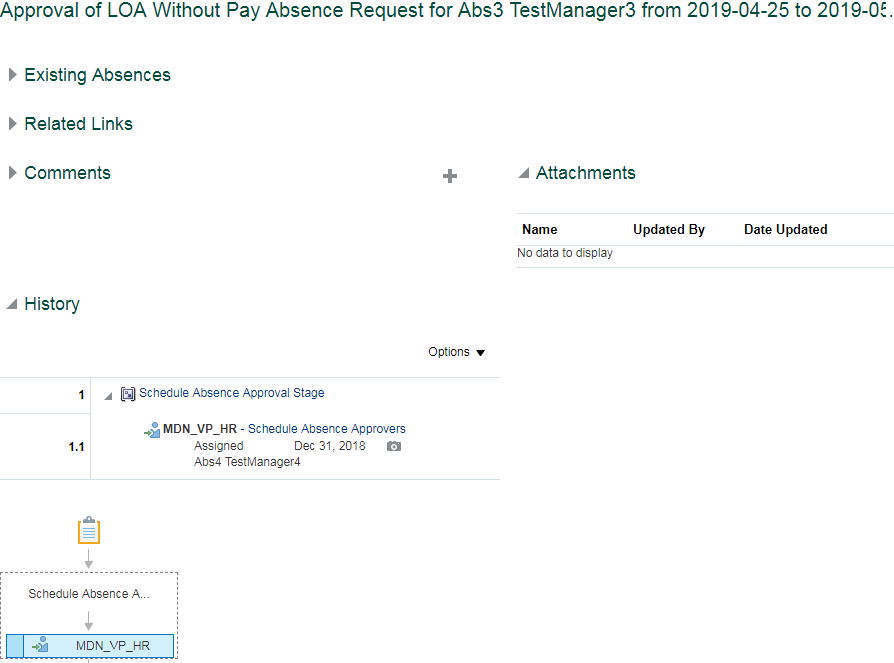 Approval of LOA Without Pay Absence Request for Abs3 TestManager3 from 2019-04-25 to 2019-05.
Existing Absences
Related Links
Comments
Attachments
Name Updated By Date Updated
No data to display
History
Options
1 Schedule Absence Approval Stage
MDN_VP_HR - Schedule Absence Approvers
1.1 Assigned Dec 31, 2018
Abs4 TestManager4
Schedule Absence A...
MDN_VP_HR